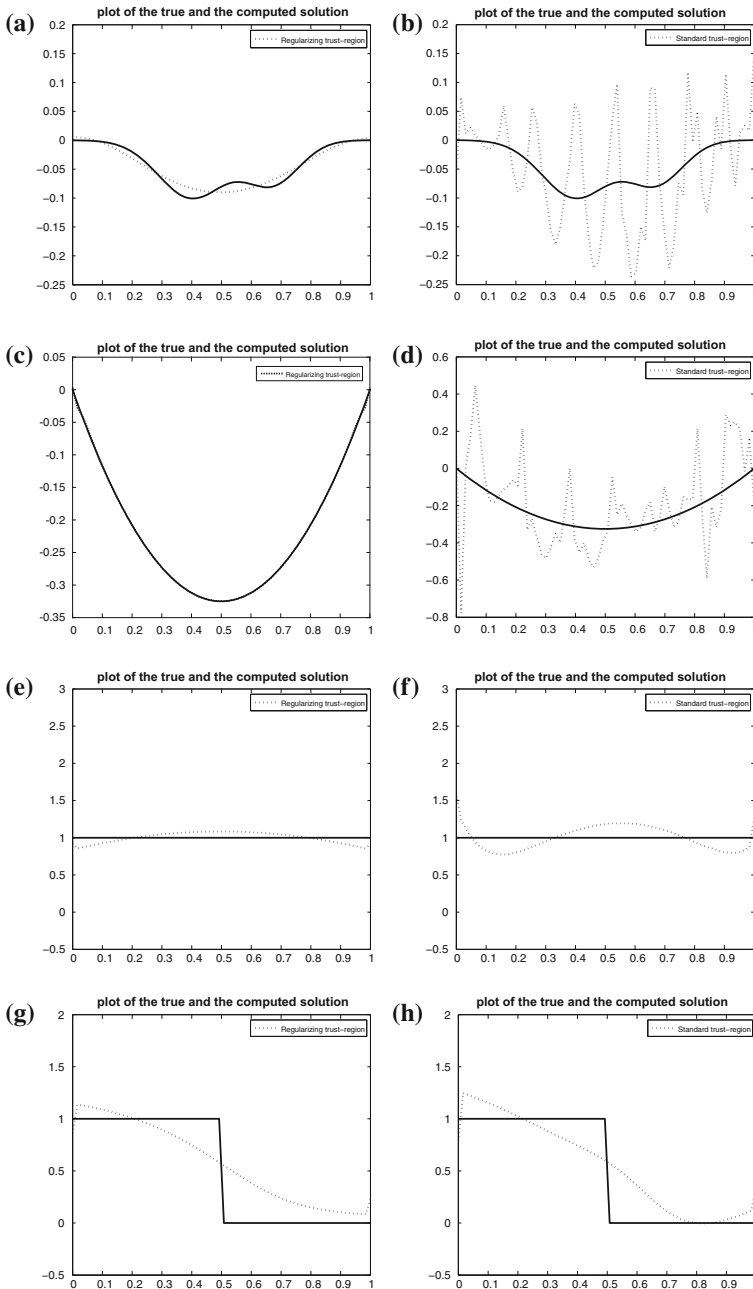 (a)
plot of the true and the computed solution
Regularizing trust−region
0.2
0.15
0.1
0.05
0
−0.05
−0.1
−0.15
−0.2
−0.25
0 0.1 0.2 0.3 0.4 0.5 0.6 0.7 0.8 0.9 1
(b)
plot of the true and the computed solution
Standard trust−region
0.2
0.15
0.1
0.05
0
−0.05
−0.1
−0.15
−0.2
−0.25
0 0.1 0.2 0.3 0.4 0.5 0.6 0.7 0.8 0.9
(c)
plot of the true and the computed solution
Regularizing trust-region
0.05
0
-0.05
-0.1
-0.15
-0.2
-0.25
-0.3
-0.35
0 0.1 0.2 0.3 0.4 0.5 0.6 0.7 0.8 0.9 1
(d)
plot of the true and the computed solution
Standard trust−region
0.6
0.4
0.2
0
−0.2
−0.4
−0.6
−0.8
0 0.1 0.2 0.3 0.4 0.5 0.6 0.7 0.8 0.9
(e)
plot of the true and the computed solution
Regularizing trust−region
3
2.5
2
1.5
1
0.5
0
−0.5
0 0.1 0.2 0.3 0.4 0.5 0.6 0.7 0.8 0.9 1
(f)
plot of the true and the computed solution
Standard trust−region
3
2.5
2
1.5
1
0.5
0
−0.5
0 0.1 0.2 0.3 0.4 0.5 0.6 0.7 0.8 0.9
(g)
plot of the true and the computed solution
Regularizing trust−region
2
1.5
1
0.5
0
−0.5
0 0.1 0.2 0.3 0.4 0.5 0.6 0.7 0.8 0.9 1
(h)
plot of the true and the computed solution
Standard trust−region
2
1.5
1
0.5
0
−0.5
0 0.1 0.2 0.3 0.4 0.5 0.6 0.7 0.8 0.9